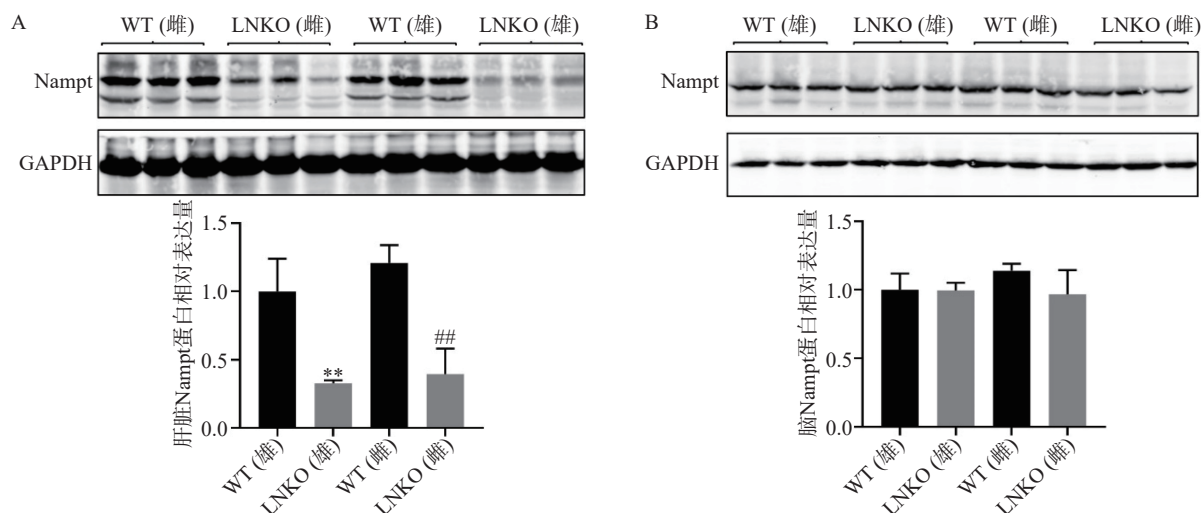 A
WT (雌) LNKO (雌) WT (雄) LNKO (雄)
Nampt
GAPDH
肝脏Nampt蛋白相对表达量
1.5
1.0
0.5
0.0
**
##
WT (雄)
LNKO (雄)
WT (雌)
LNKO (雌)
B
WT (雄) LNKO (雄) WT (雌) LNKO (雌)
Nampt
GAPDH
脑Nampt蛋白相对表达量
1.5
1.0
0.5
0.0
WT (雄)
LNKO (雄)
WT (雌)
LNKO (雌)